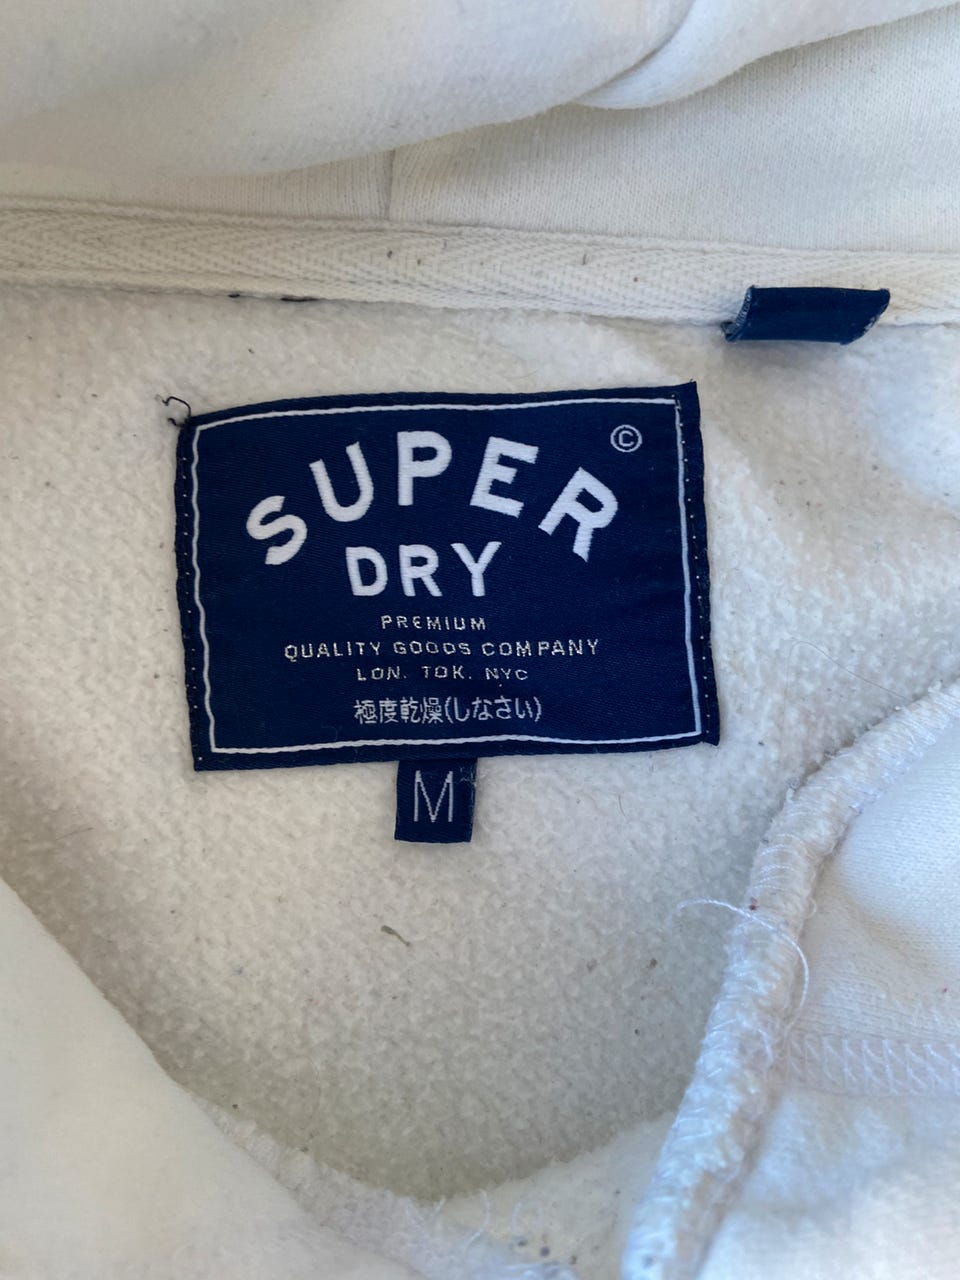 SUPER ©
DRY
PREMIUM
QUALITY GOODS COMPANY
LON. TOK. NYC
極度乾燥(しなさい)
M